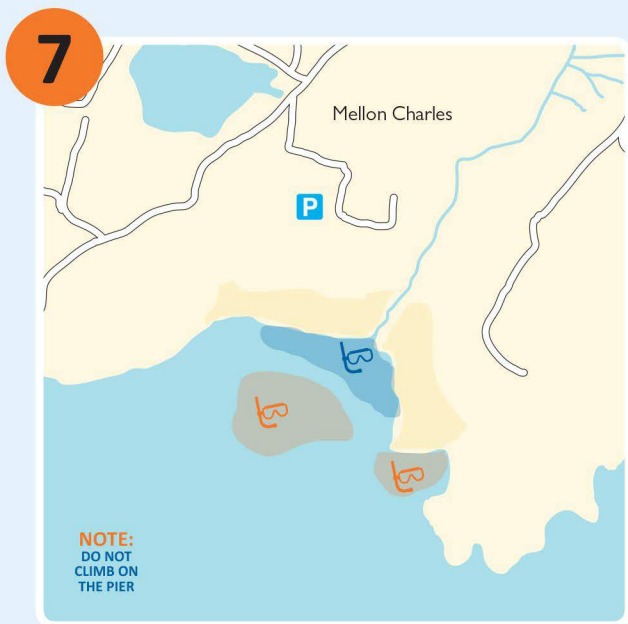 7
Mellon Charles
P
NOTE:
DO NOT
CLIMB ON
THE PIER